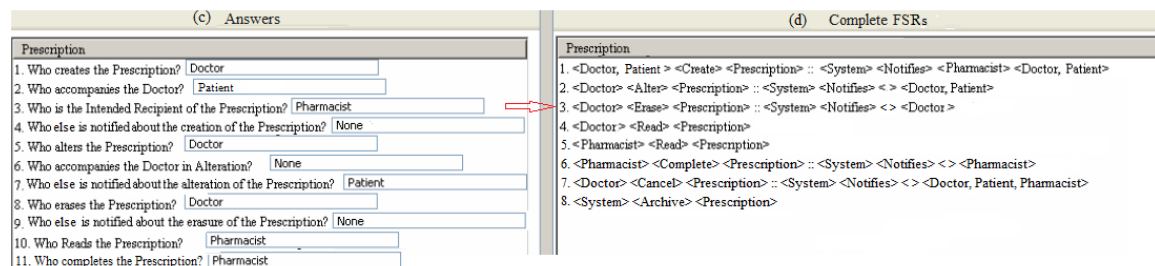 (c) Answers
Prescription
1. Who creates the Prescription? Doctor
2. Who accompanies the Doctor? Patient
3. Who is the Intended Recipient of the Prescription? Pharmacist
4. Who else is notified about the creation of the Prescription? None
5. Who alters the Prescription? Doctor
6. Who accompanies the Doctor in Alteration? None
7. Who else is notified about the alteration of the Prescription? Patient
8. Who erases the Prescription? Doctor
9. Who else is notified about the erasure of the Prescription? None
10. Who Reads the Prescription? Pharmacist
11. Who completes the Prescription? Pharmacist
(d) Complete FSRs
Prescription
1. <Doctor, Patient > <Create> <Prescription> :: <System> <Notifies> <Pharmacist> <Doctor, Patient>
2. <Doctor> <Alter> <Prescription> :: <System> <Notifies> < > <Doctor, Patient>
3. <Doctor> <Erase> <Prescription> :: <System> <Notifies> < > <Doctor >
4. <Doctor> <Read> <Prescription>
5. <Pharmacist> <Read> <Prescription>
6. <Pharmacist> <Complete> <Prescription> :: <System> <Notifies> < > <Pharmacist>
7. <Doctor> <Cancel> <Prescription> :: <System> <Notifies> < > <Doctor, Patient, Pharmacist>
8. <System> <Archive> <Prescription>